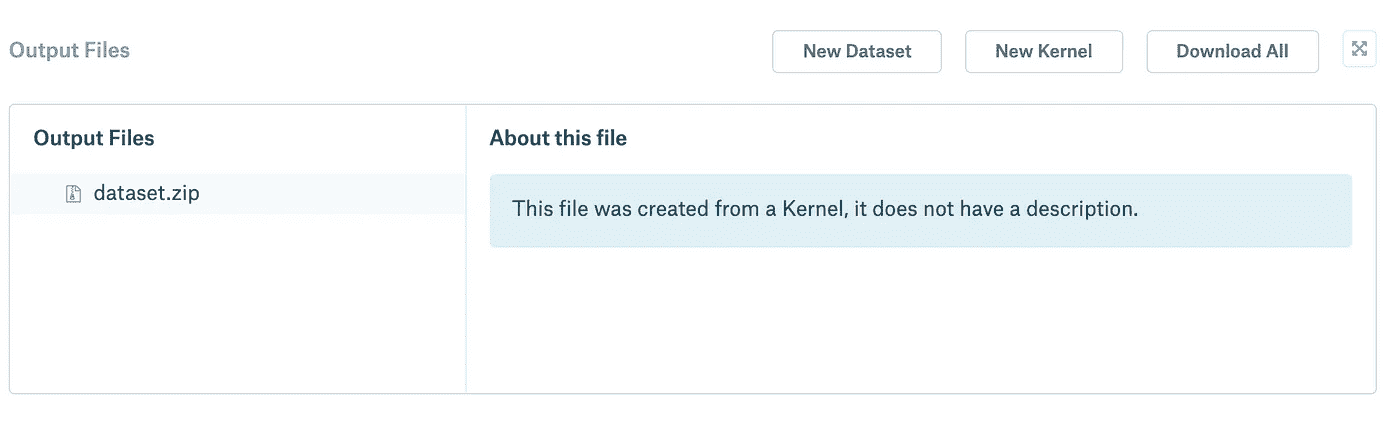 Output Files
New Dataset
New Kernel
Download All
Output Files
About this file
dataset.zip
This file was created from a Kernel, it does not have a description.